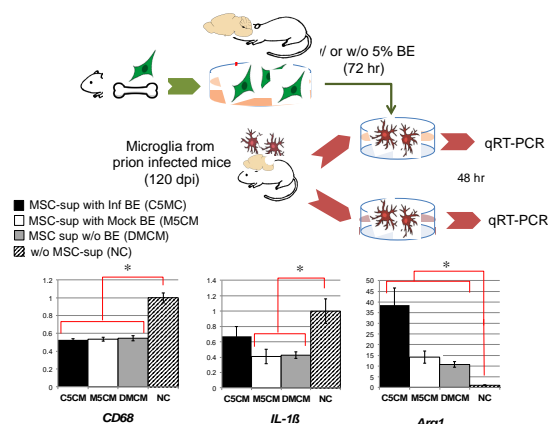 / or w/o 5% BE
(72 hr)
Microglia from
prion infected mice
(120 dpi)
qRT-PCR
48 hr
qRT-PCR
MSC-sup with Inf BE (C5MC)
MSC-sup with Mock BE (M5CM
MSC sup w/o BE (DMCM)
w/o MSC-sup (NC)
*
1.2
1
0.8
0.6
0.4
0.2
0
C5CM M5CM DMCM NC
CD68
*
1.4
1.2
1
0.8
0.6
0.4
0.2
0
C5CM M5CM DMCM NC
IL-1ß
*
50
45
40
35
30
25
20
15
10
5
0
C5CM M5CM DMCM NC
Arg1